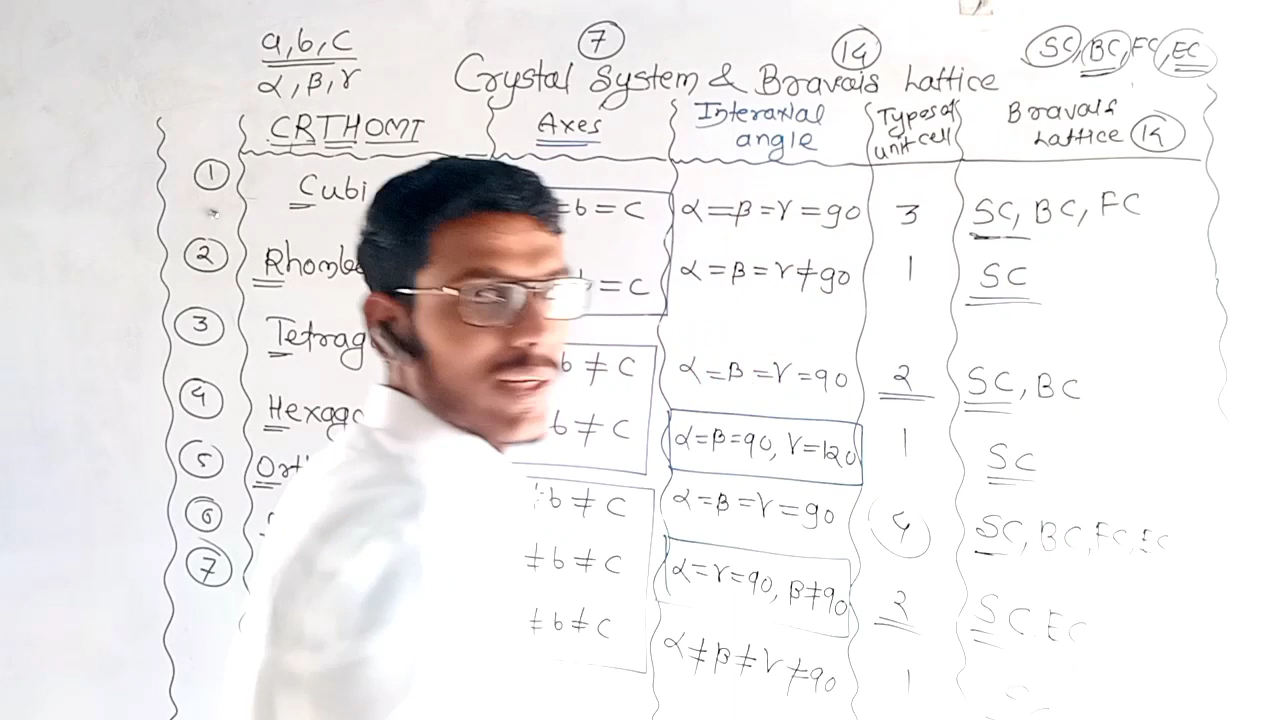 a, b, c
α, β, γ
7
14
SC, BC, FC, EC
Crystal System & Bravais Lattice
CRTHOMT Axes Interaxial angle Types of unit cell Bravais Lattice 14
1 Cubi =b=C α=β=γ=90 3 SC, BC, FC
2 Rhombo =C α=β=γ≠90 1 SC
3 Tetrag b≠C α=β=γ=90 2 SC, BC
4 Hexago b≠C α=β=90, γ=120 1 SC
5 Ort ≠b≠C α=β=γ=90 4 SC, BC, FC, EC
6 ≠b≠C α=γ=90, β≠90 2 SC, EC
7 ≠b≠C α≠β≠γ≠90 1